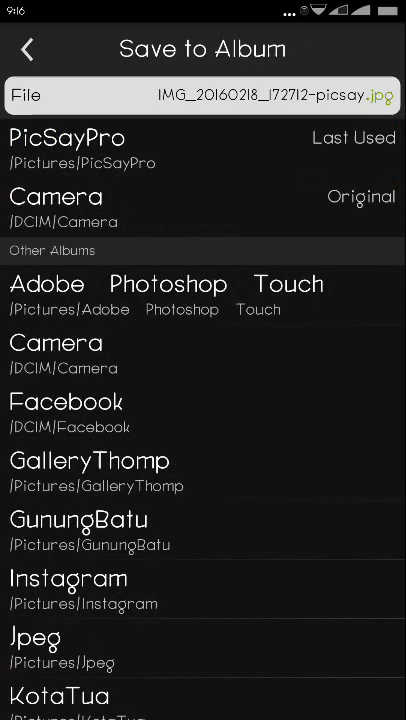 9:16
Save to Album
File IMG_20160218_172712-picsay.jpg
PicSayPro Last Used
/Pictures/PicSayPro
Camera Original
/DCIM/Camera
Other Albums
Adobe Photoshop Touch
/Pictures/Adobe Photoshop Touch
Camera
/DCIM/Camera
Facebook
/DCIM/Facebook
GalleryThomp
/Pictures/GalleryThomp
GunungBatu
/Pictures/GunungBatu
Instagram
/Pictures/Instagram
Jpeg
/Pictures/Jpeg
KotaTua
/Pictures/KotaTua